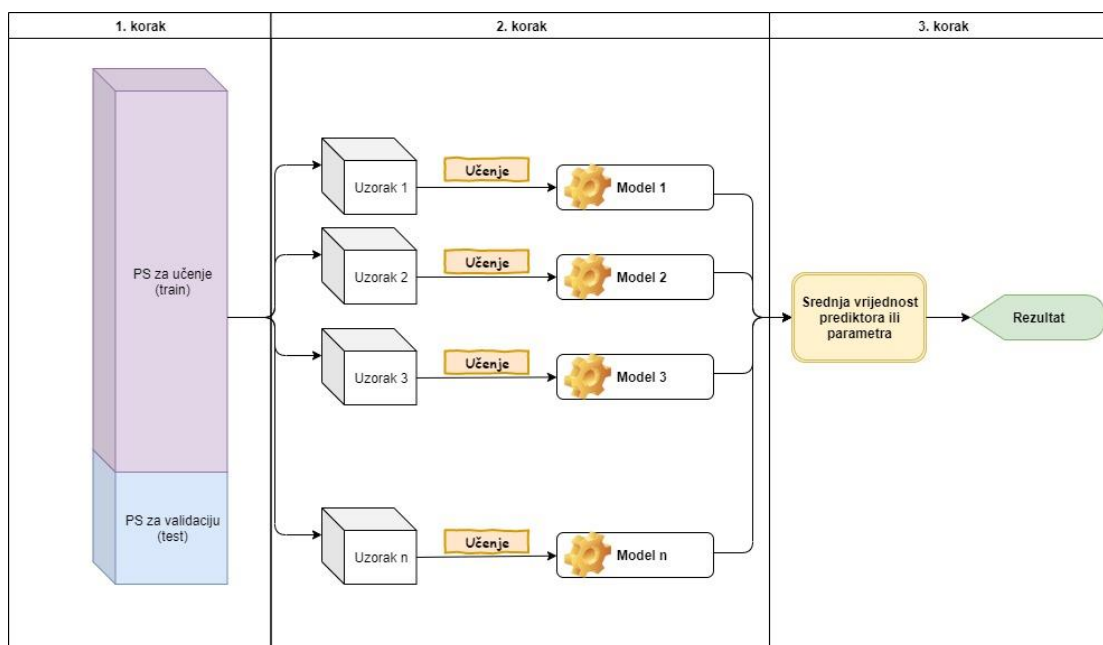 1. korak
2. korak
3. korak
PS za učenje
(train)
PS za validaciju
(test)
Uzorak 1
Učenje
Model 1
Uzorak 2
Učenje
Model 2
Uzorak 3
Učenje
Model 3
Uzorak n
Učenje
Model n
Srednja vrijednost
prediktora ili
parametra
Rezultat